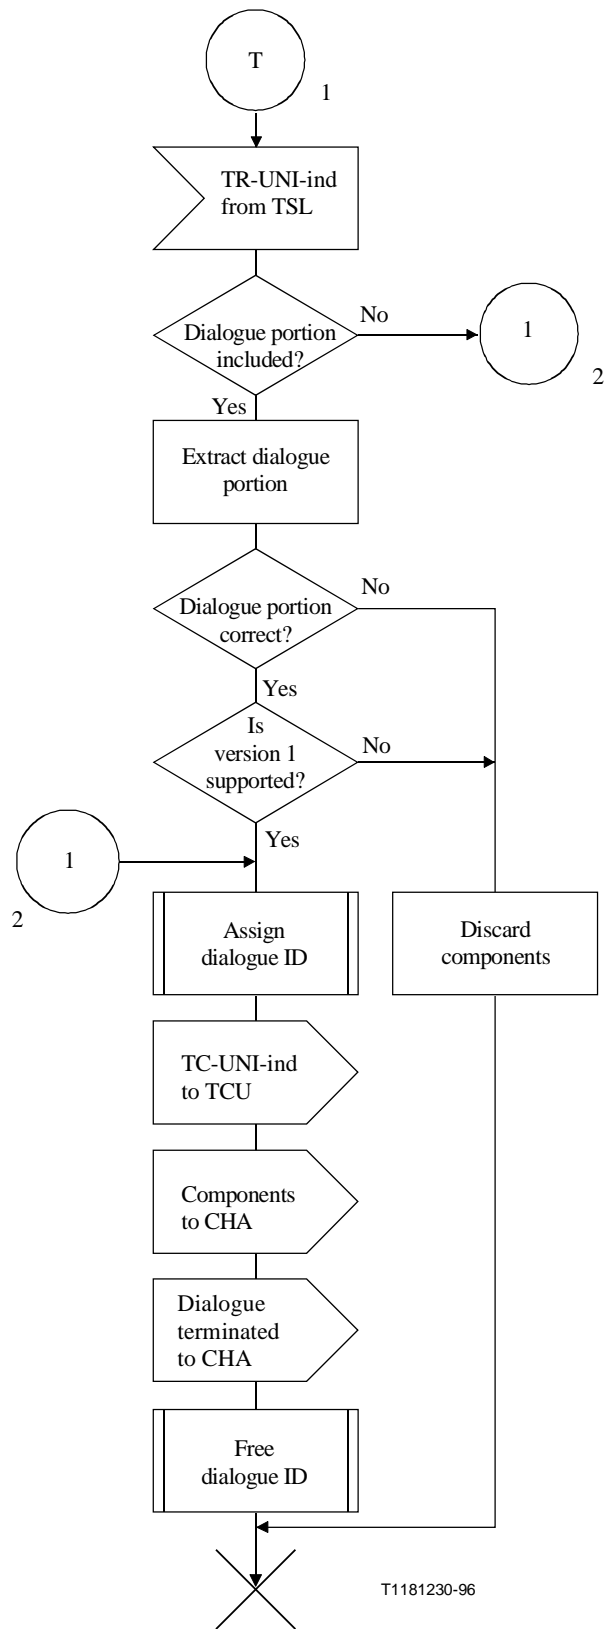 T
1
TR-UNI-ind
from TSL
No
Dialogue portion
included?
1
2
Yes
Extract dialogue
portion
No
Dialogue portion
correct?
Yes
Is
version 1
supported?
No
Yes
1
2
Assign
dialogue ID
Discard
components
TC-UNI-ind
to TCU
Components
to CHA
Dialogue
terminated
to CHA
Free
dialogue ID
T1181230-96